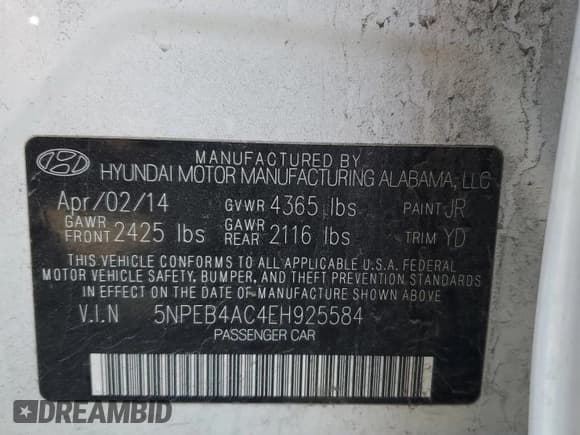 MANUFACTURED BY
HYUNDAI MOTOR MANUFACTURING ALABAMA, LLC
Apr/02/14 GVWR 4365 lbs PAINT JR
GAWR FRONT 2425 lbs GAWR REAR 2116 lbs TRIM YD
THIS VEHICLE CONFORMS TO ALL APPLICABLE U.S.A. FEDERAL
MOTOR VEHICLE SAFETY, BUMPER, AND THEFT PREVENTION STANDARDS
IN EFFECT ON THE DATE OF MANUFACTURE SHOWN ABOVE
V.I.N 5NPEB4AC4EH925584
PASSENGER CAR
DREAMBID